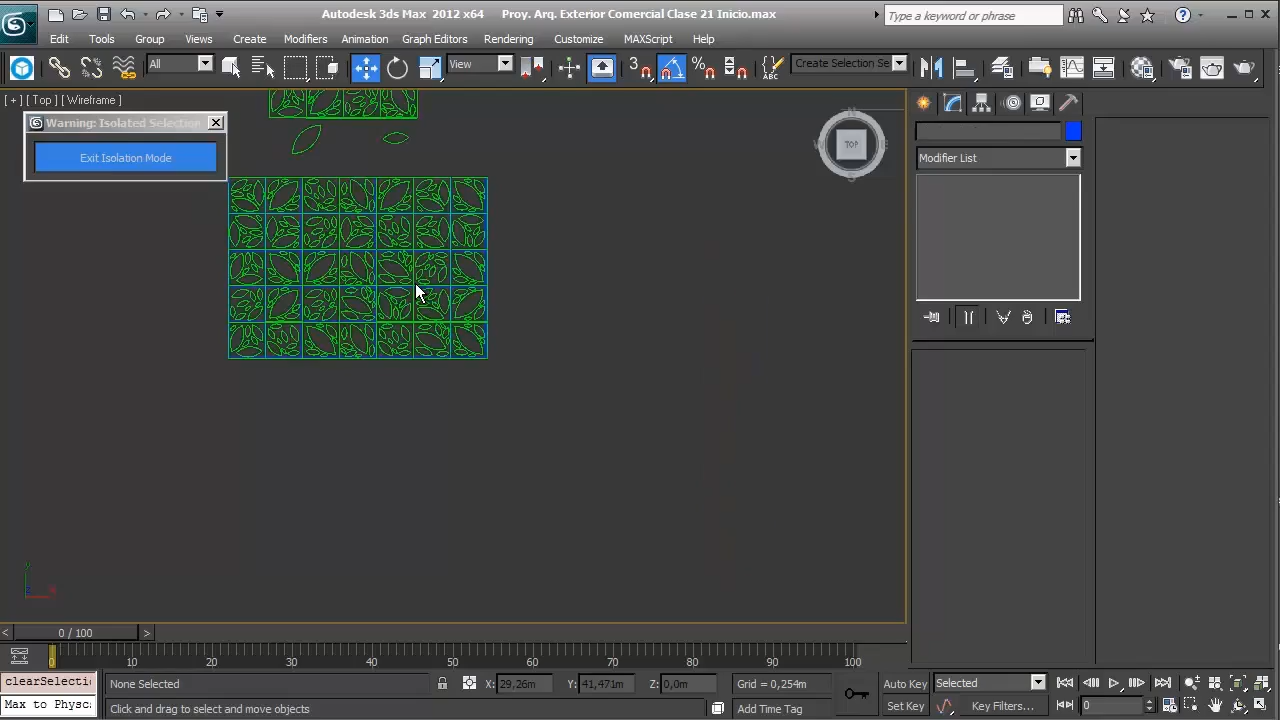 Autodesk 3ds Max 2012 x64 Proy. Arq. Exterior Comercial Clase 21 Inicio.max
Type a keyword or phrase
Edit Tools Group Views Create Modifiers Animation Graph Editors Rendering Customize MAXScript Help
All View 3 Create Selection Se
[ + ] [ Top ] [ Wireframe ]
Warning: Isolated Selection
Exit Isolation Mode
TOP
Modifier List
0 / 100
0 10 20 30 40 50 60 70 80 90 100
clearSelecti
None Selected X: 29,26m Y: 41,471m Z: 0,0m Grid = 0,254m Auto Key Selected
Max to Physc
Click and drag to select and move objects Add Time Tag Set Key Key Filters... 0